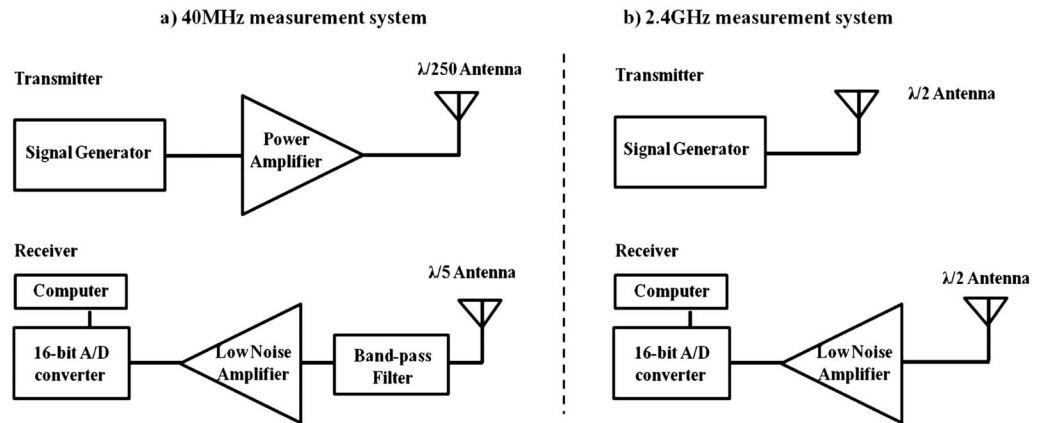 a) 40MHz measurement system
Transmitter
λ/250 Antenna
Signal Generator
Power
Amplifier
Receiver
λ/5 Antenna
Computer
16-bit A/D
converter
Low Noise
Amplifier
Band-pass
Filter
b) 2.4GHz measurement system
Transmitter
λ/2 Antenna
Signal Generator
Receiver
λ/2 Antenna
Computer
16-bit A/D
converter
Low Noise
Amplifier